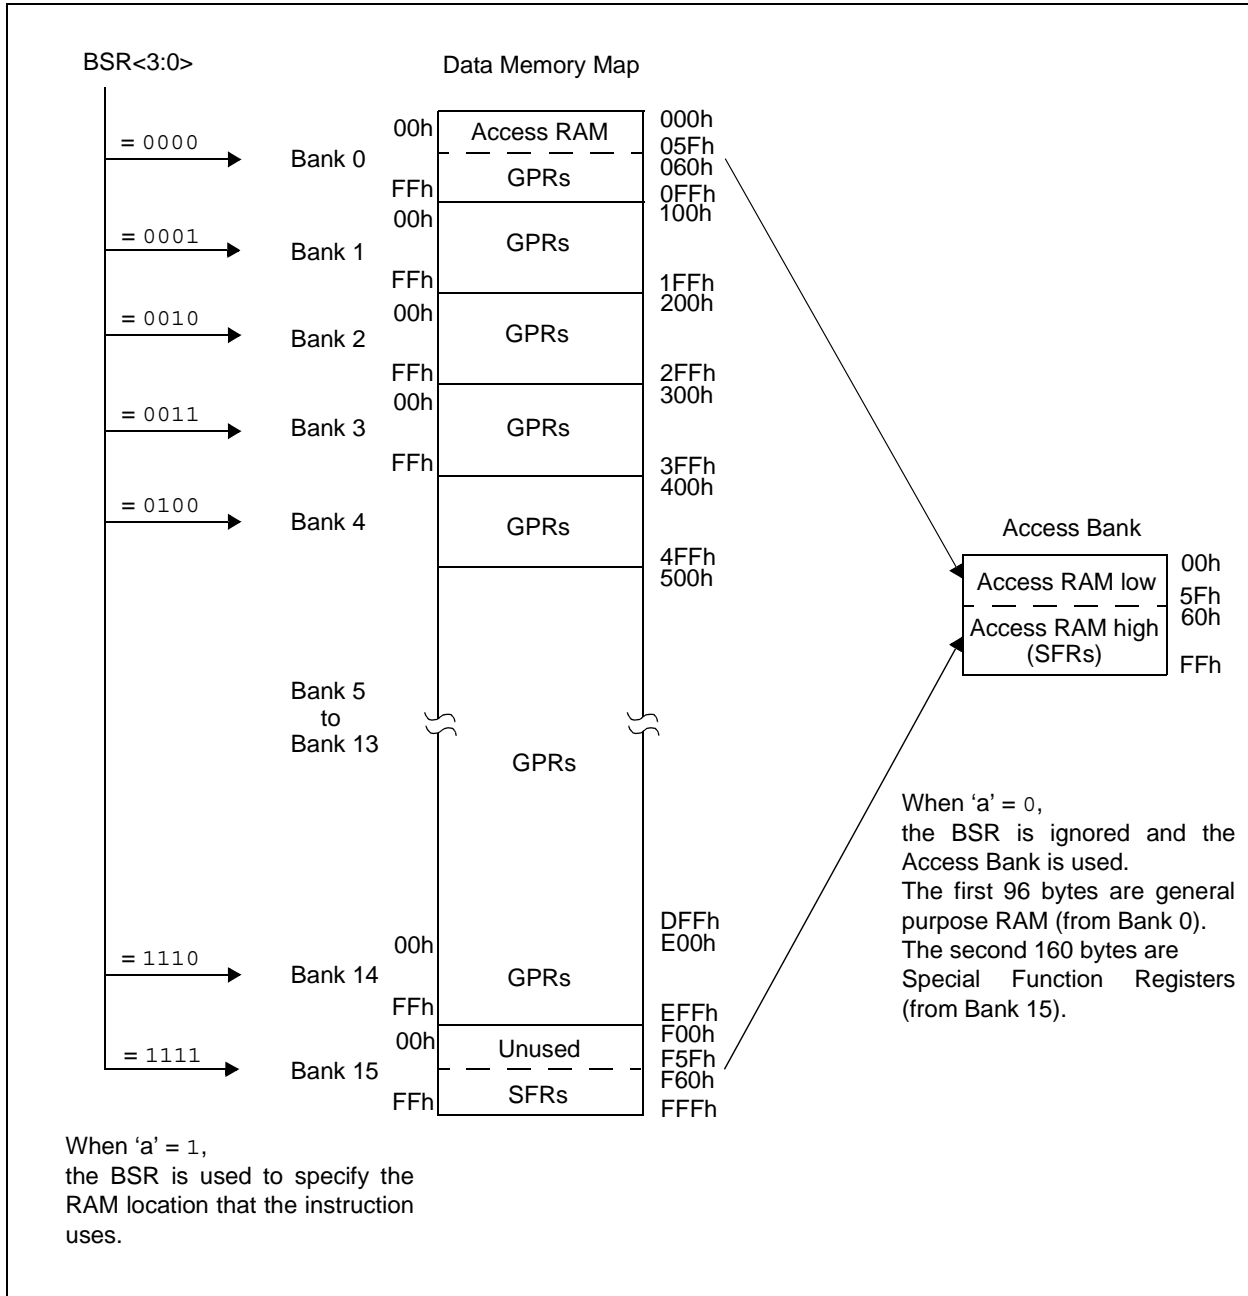 BSR<3:0>
Data Memory Map
= 0000
Bank 0
00h
Access RAM
000h
05Fh
060h
FFh
GPRs
0FFh
= 0001
Bank 1
00h
GPRs
100h
FFh
1FFh
= 0010
Bank 2
00h
GPRs
200h
FFh
2FFh
= 0011
Bank 3
00h
GPRs
300h
FFh
3FFh
= 0100
Bank 4
GPRs
400h
4FFh
500h
Access Bank
Access RAM low
00h
5Fh
60h
Access RAM high
(SFRs)
FFh
Bank 5
to
Bank 13
GPRs
When ‘a’ = 0,
the BSR is ignored and the
Access Bank is used.
The first 96 bytes are general
purpose RAM (from Bank 0).
The second 160 bytes are
Special Function Registers
(from Bank 15).
DFFh
= 1110
Bank 14
00h
GPRs
E00h
FFh
EFFh
= 1111
Bank 15
00h
Unused
F00h
F5Fh
F60h
FFh
SFRs
FFFh
When ‘a’ = 1,
the BSR is used to specify the
RAM location that the instruction
uses.